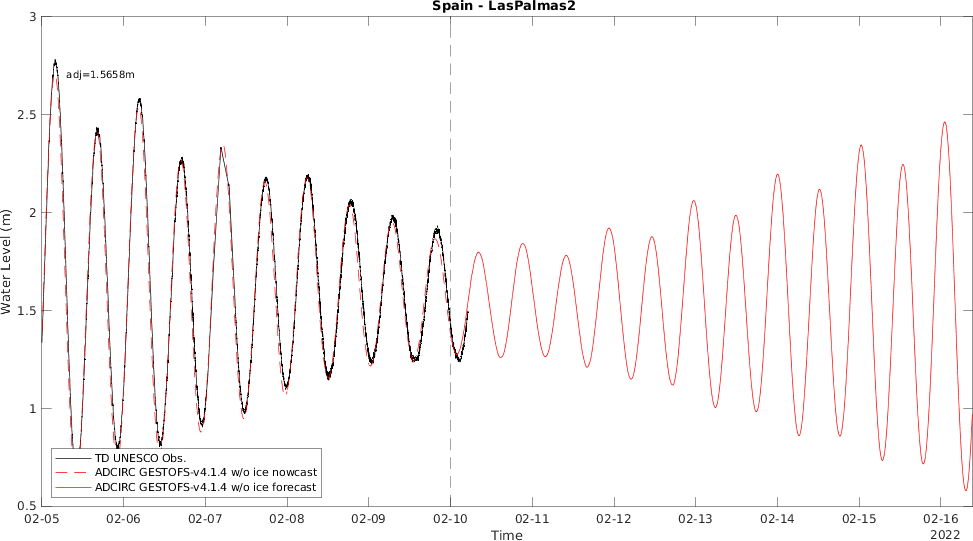 Spain - LasPalmas2
3
adj=1.5658m
2.5
2
Water Level (m)
1.5
1
TD UNESCO Obs.
ADCIRC GESTOFS-v4.1.4 w/o ice nowcast
ADCIRC GESTOFS-v4.1.4 w/o ice forecast
0.5
02-05 02-06 02-07 02-08 02-09 02-10 02-11 02-12 02-13 02-14 02-15 02-16
Time
2022